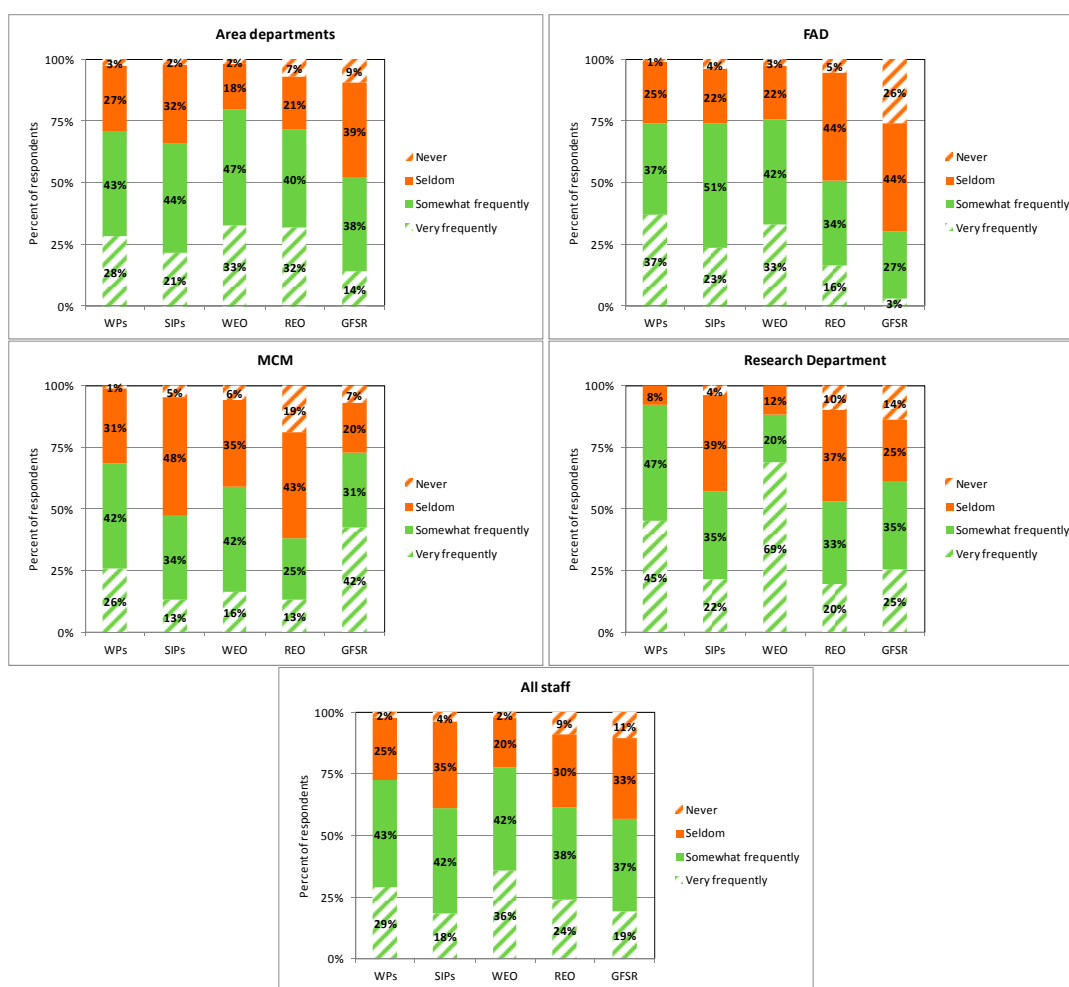 Area departments
Percent of respondents
100%
75%
50%
25%
0%
3% 2% 2% 7% 9%
27% 32% 18% 21% 39%
43% 44% 47% 40% 38%
28% 21% 33% 32% 14%
WPs SIPs WEO REO GFSR
Never
Seldom
Somewhat frequently
Very frequently
FAD
Percent of respondents
100%
75%
50%
25%
0%
1% 4% 3% 5% 26%
25% 22% 22% 44% 44%
37% 51% 42% 34% 27%
37% 23% 33% 16% 3%
WPs SIPs WEO REO GFSR
Never
Seldom
Somewhat frequently
Very frequently
MCM
Percent of respondents
100%
75%
50%
25%
0%
1% 5% 6% 19% 7%
31% 48% 35% 43% 20%
42% 34% 42% 25% 31%
26% 13% 16% 13% 42%
WPs SIPs WEO REO GFSR
Never
Seldom
Somewhat frequently
Very frequently
Research Department
Percent of respondents
100%
75%
50%
25%
0%
4% 10% 14%
8% 39% 12% 37% 25%
47% 35% 20% 33% 35%
45% 22% 69% 20% 25%
WPs SIPs WEO REO GFSR
Never
Seldom
Somewhat frequently
Very frequently
All staff
Percent of respondents
100%
75%
50%
25%
0%
2% 4% 2% 9% 11%
25% 35% 20% 30% 33%
43% 42% 42% 38% 37%
29% 18% 36% 24% 19%
WPs SIPs WEO REO GFSR
Never
Seldom
Somewhat frequently
Very frequently